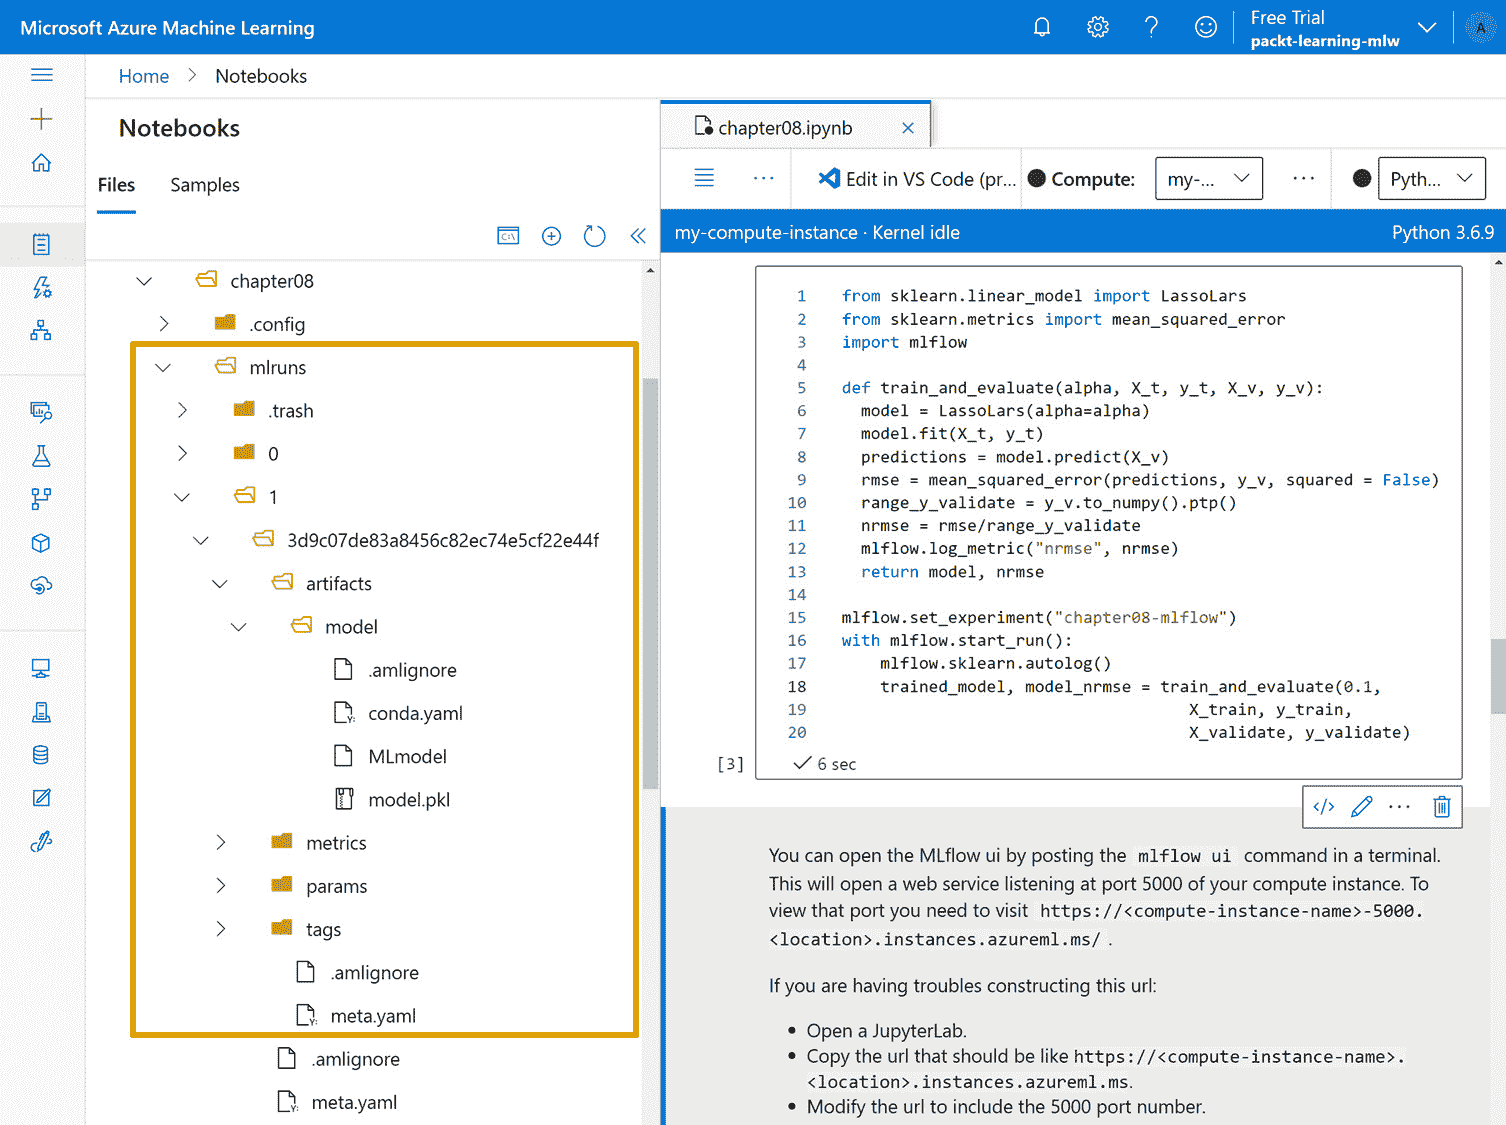 Microsoft Azure Machine Learning
Free Trial
packt-learning-mlw
A
Home > Notebooks
Notebooks
Files Samples
chapter08
.config
mlruns
.trash
0
1
3d9c07de83a8456c82ec74e5cf22e44f
artifacts
model
.amlignore
conda.yaml
MLmodel
model.pkl
metrics
params
tags
.amlignore
meta.yaml
.amlignore
meta.yaml
chapter08.ipynb
Edit in VS Code (pr... Compute: my-... Pyth...
my-compute-instance · Kernel idle Python 3.6.9
1 from sklearn.linear_model import LassoLars
2 from sklearn.metrics import mean_squared_error
3 import mlflow
4
5 def train_and_evaluate(alpha, X_t, y_t, X_v, y_v):
6 model = LassoLars(alpha=alpha)
7 model.fit(X_t, y_t)
8 predictions = model.predict(X_v)
9 rmse = mean_squared_error(predictions, y_v, squared = False)
10 range_y_validate = y_v.to_numpy().ptp()
11 nrmse = rmse/range_y_validate
12 mlflow.log_metric("nrmse", nrmse)
13 return model, nrmse
14
15 mlflow.set_experiment("chapter08-mlflow")
16 with mlflow.start_run():
17 mlflow.sklearn.autolog()
18 trained_model, model_nrmse = train_and_evaluate(0.1,
19 X_train, y_train,
20 X_validate, y_validate)
[3] 6 sec
You can open the MLflow ui by posting the mlflow ui command in a terminal.
This will open a web service listening at port 5000 of your compute instance. To
view that port you need to visit https://<compute-instance-name>-5000.
<location>.instances.azureml.ms/ .
If you are having troubles constructing this url:
• Open a JupyterLab.
• Copy the url that should be like https://<compute-instance-name>.
<location>.instances.azureml.ms.
• Modify the url to include the 5000 port number.